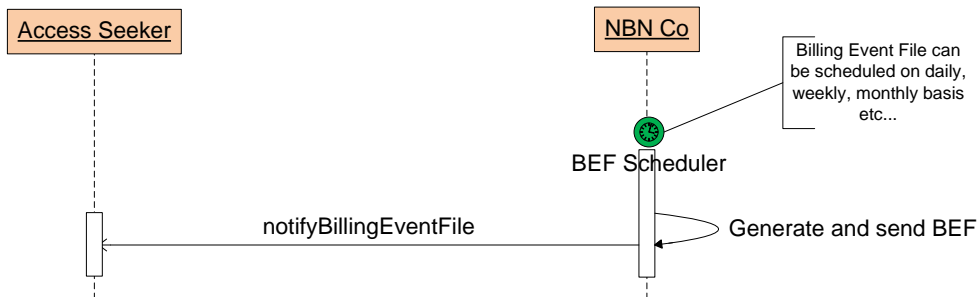 Access Seeker
NBN Co
Billing Event File can
be scheduled on daily,
weekly, monthly basis
etc...
BEF Scheduler
notifyBillingEventFile
Generate and send BEF